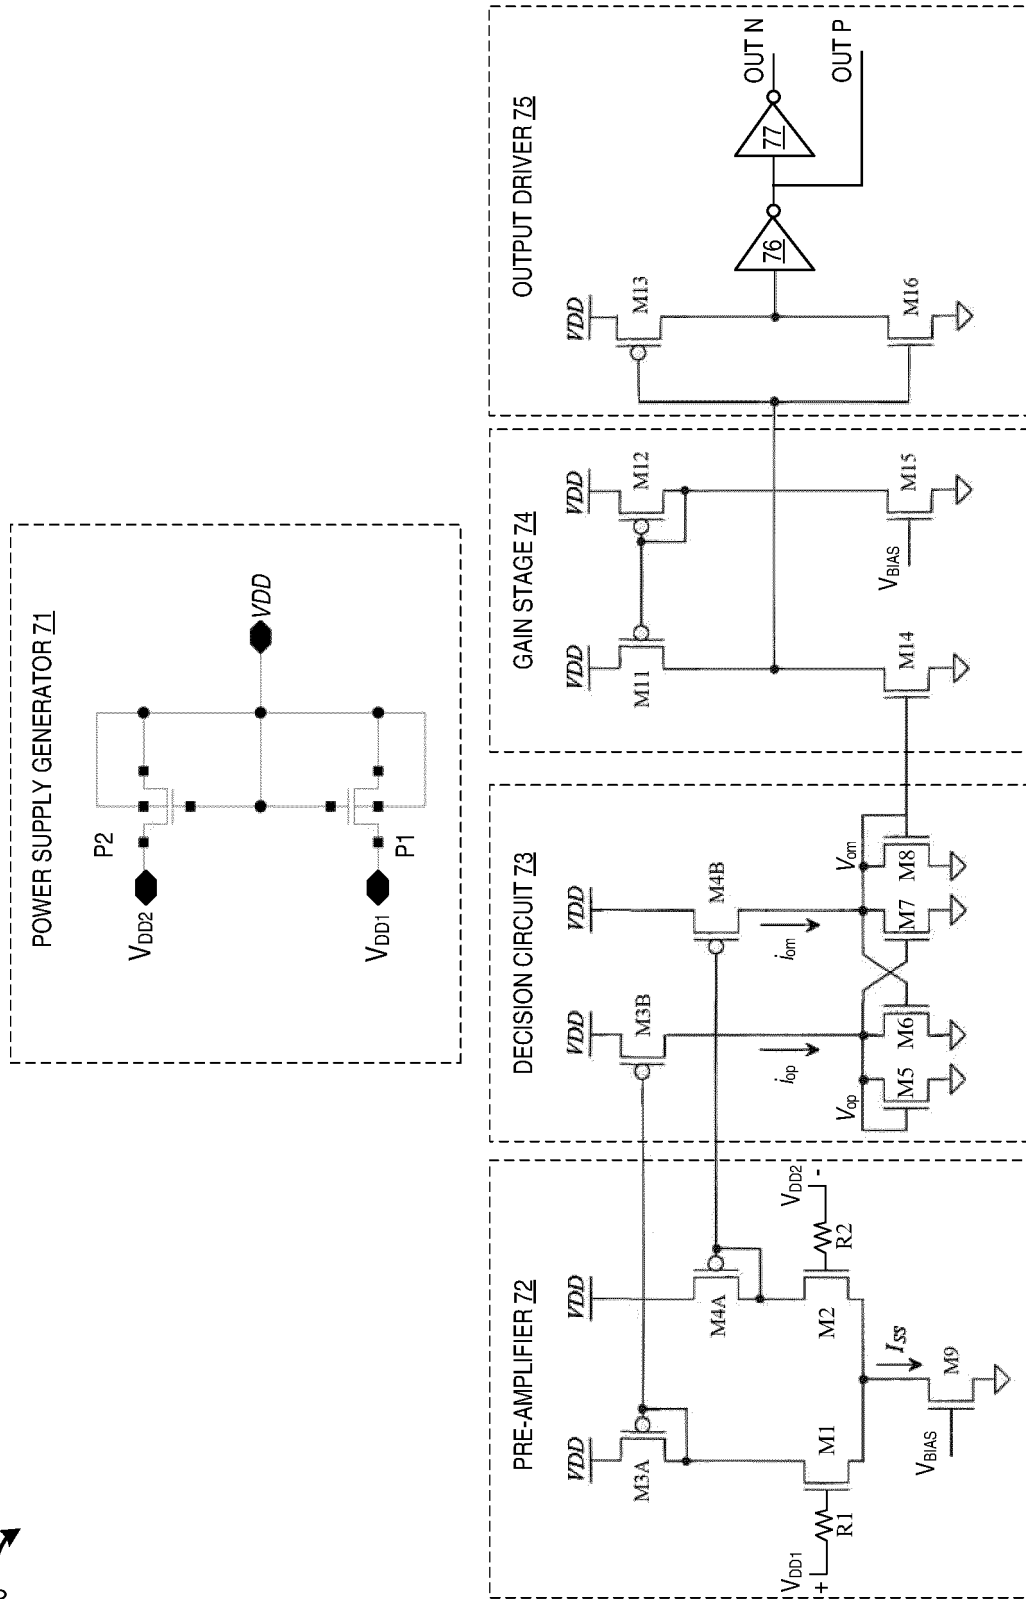 POWER SUPPLY GENERATOR 71
P2
VDD2
VDD
VDD1
P1
PRE-AMPLIFIER 72
VDD
VDD
M3A
M4A
VDD1
+
R1
M1
M2
R2
VDD2
-
ISS
VBIAS
M9
DECISION CIRCUIT 73
VDD
VDD
M3B
M4B
iop
iom
Vop
Vom
M5
M6
M7
M8
GAIN STAGE 74
VDD
VDD
M11
M12
VBIAS
M14
M15
OUTPUT DRIVER 75
VDD
M13
76
77
OUT N
OUT P
M16